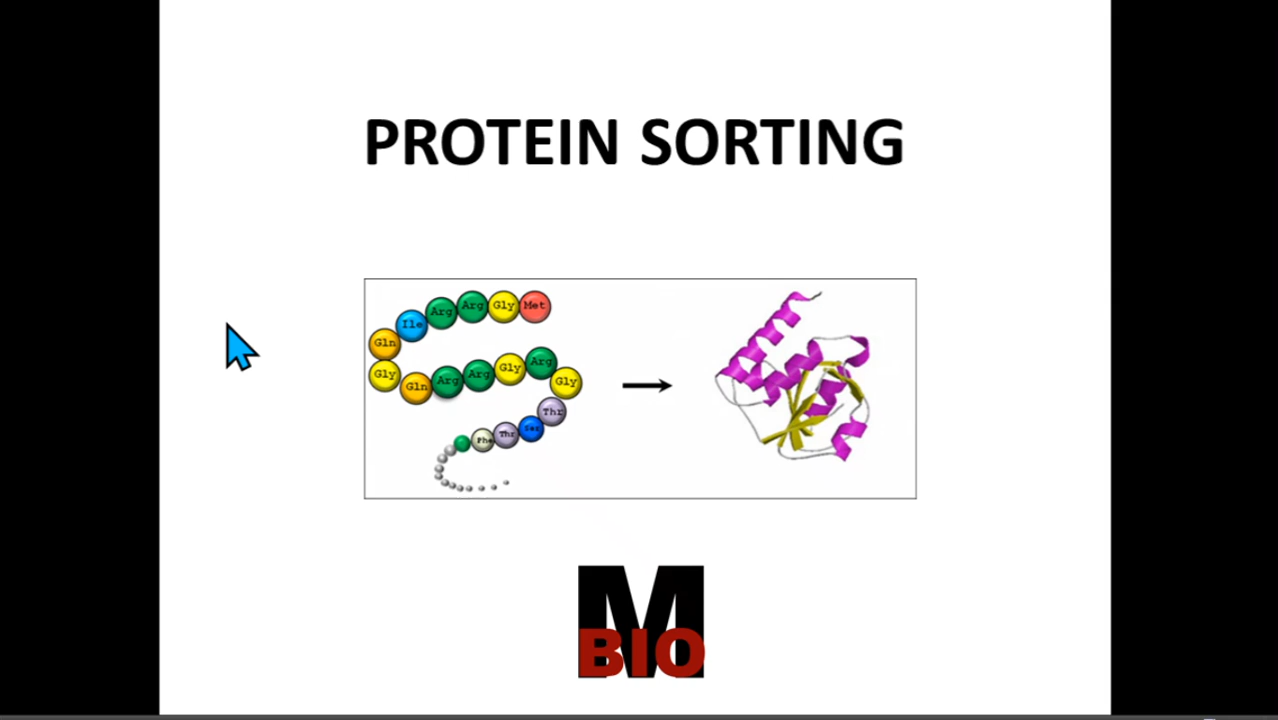 PROTEIN SORTING
Ile Arg Arg Gly Met
Gln
Gly Gln Arg Arg Gly Arg Gly
Thr
Phe Thr Ser
M
BIO